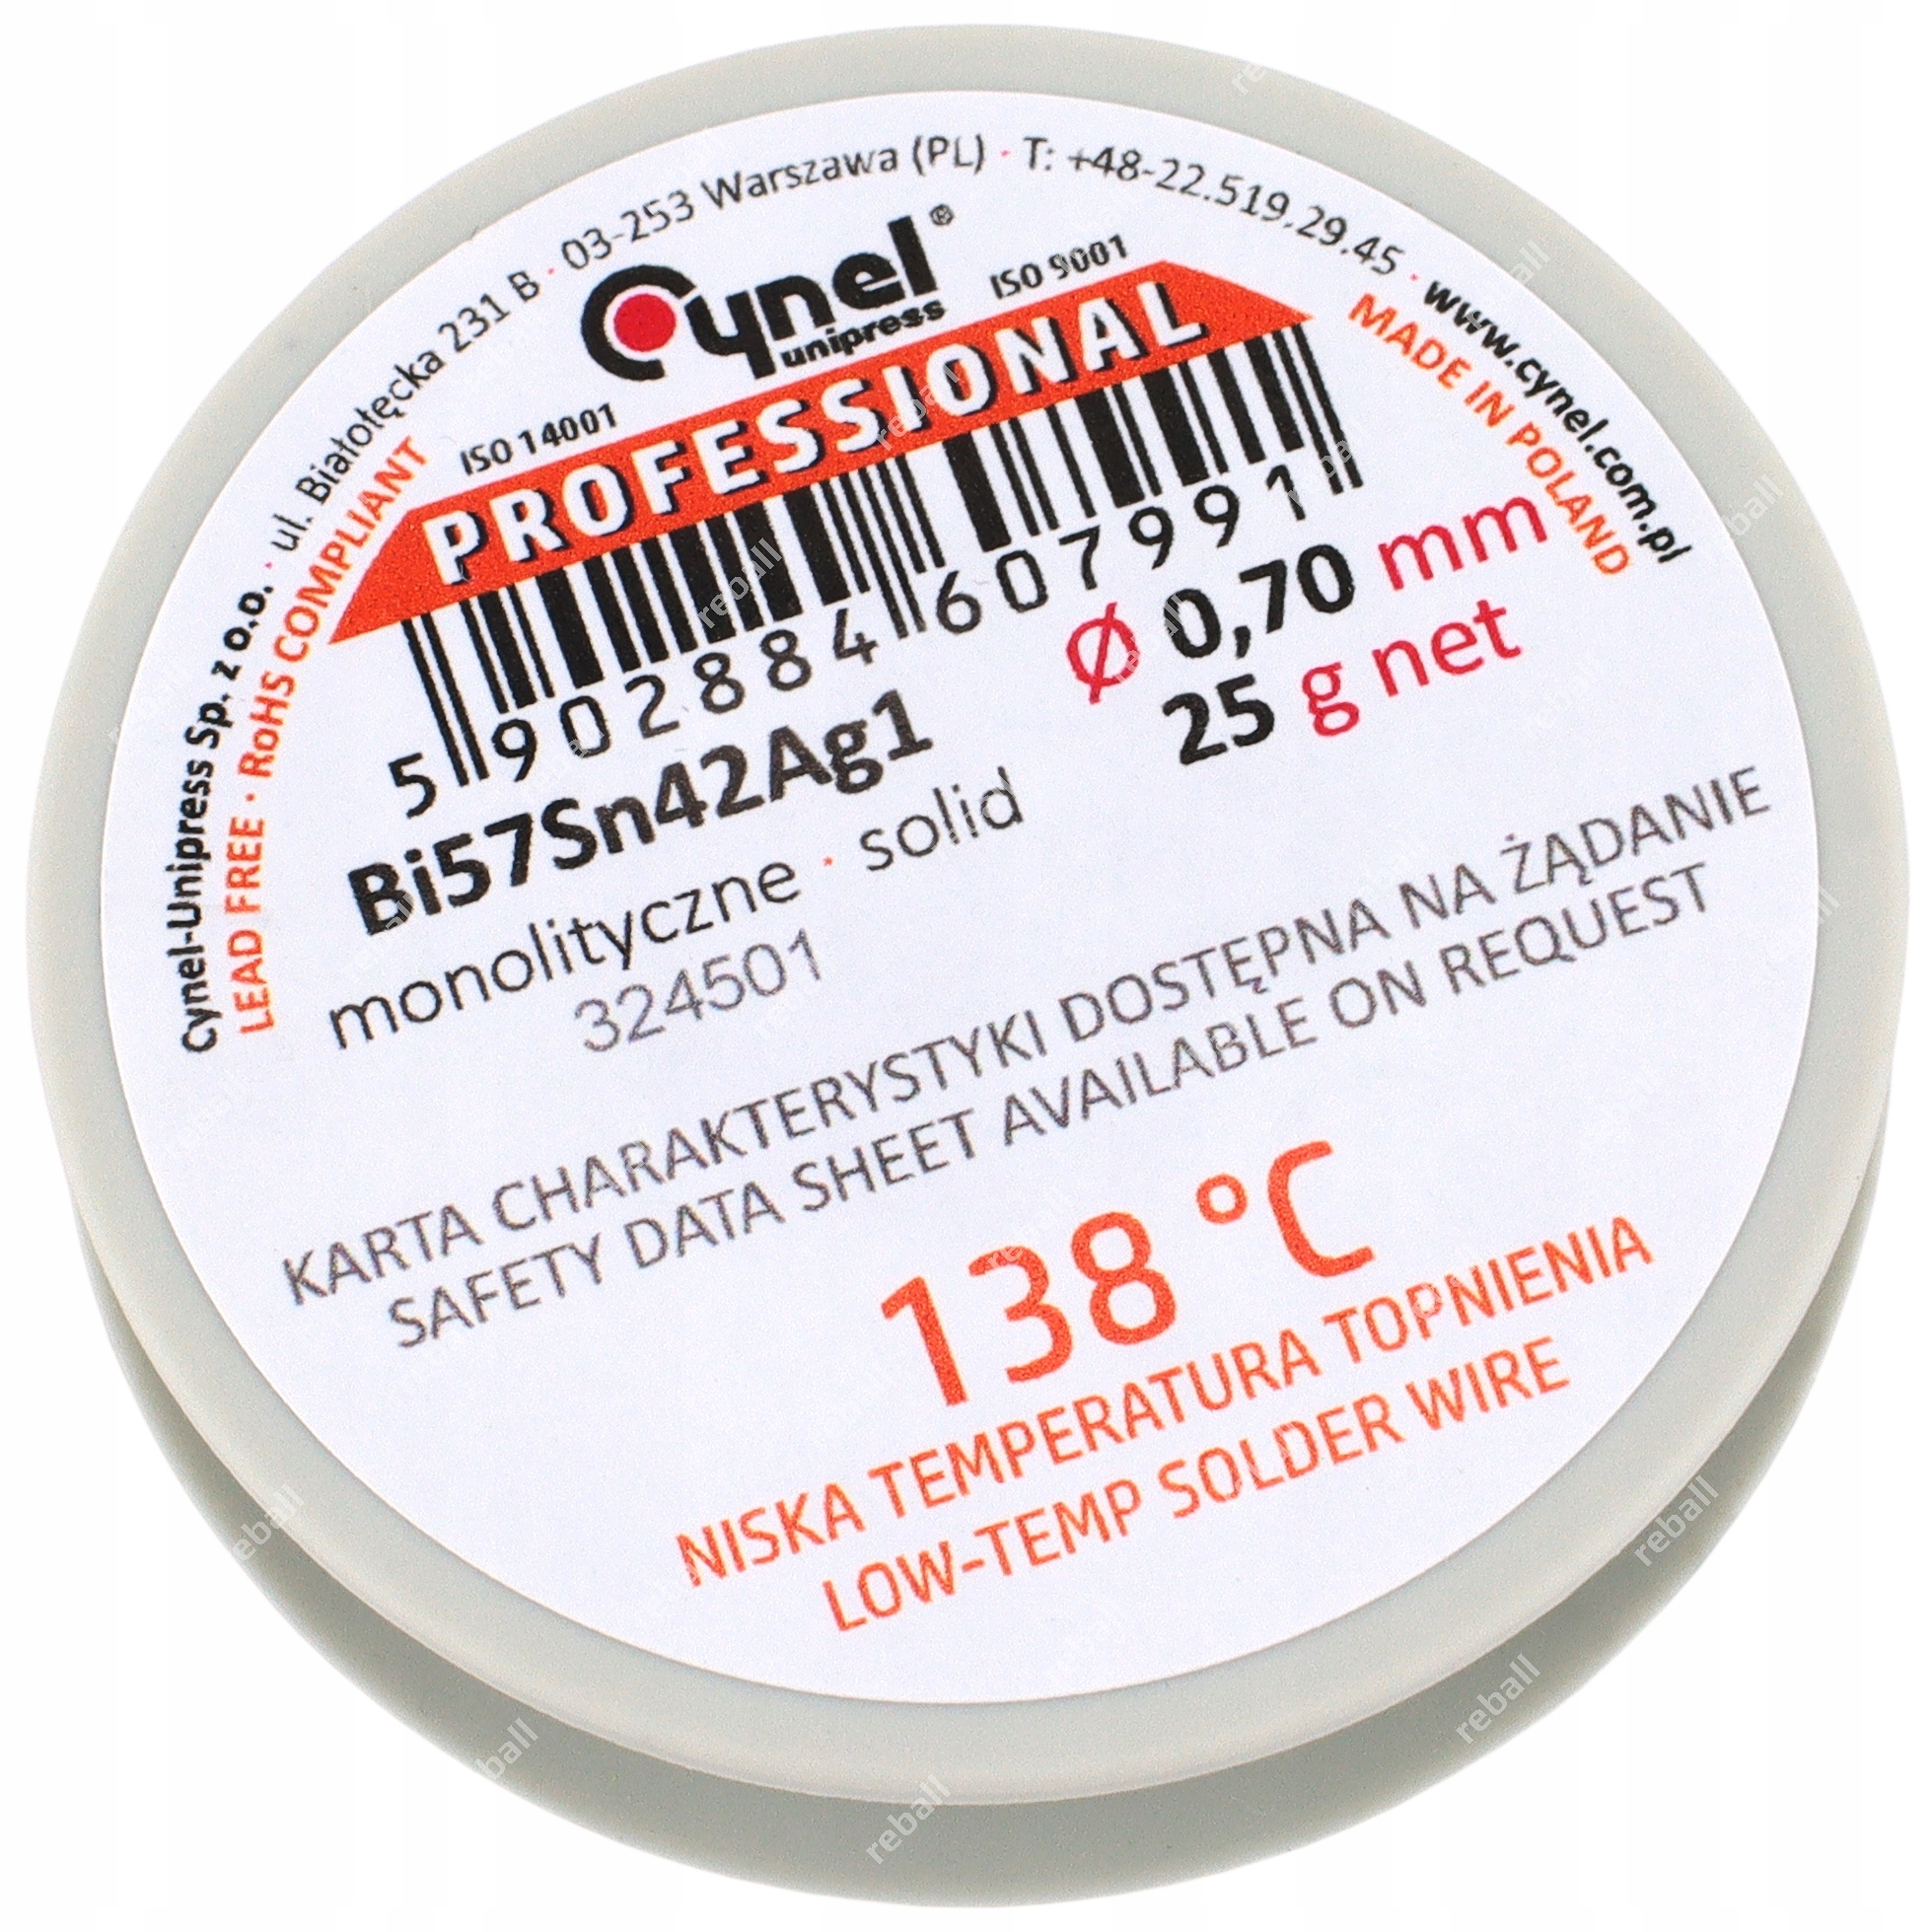 Cynel-Unipress Sp. z o.o. · ul. Białołęcka 231 B · 03-253 Warszawa (PL) · T: +48-22.519.29.45 · www.cynel.com.pl
LEAD FREE · RoHS COMPLIANT
MADE IN POLAND
Cynel®
unipress
ISO 14001
ISO 9001
PROFESSIONAL
5 902884 607991
Bi57Sn42Ag1
Ø 0,70 mm
monolityczne · solid
25 g net
324501
KARTA CHARAKTERYSTYKI DOSTĘPNA NA ŻĄDANIE
SAFETY DATA SHEET AVAILABLE ON REQUEST
138 °C
NISKA TEMPERATURA TOPNIENIA
LOW-TEMP SOLDER WIRE
reball